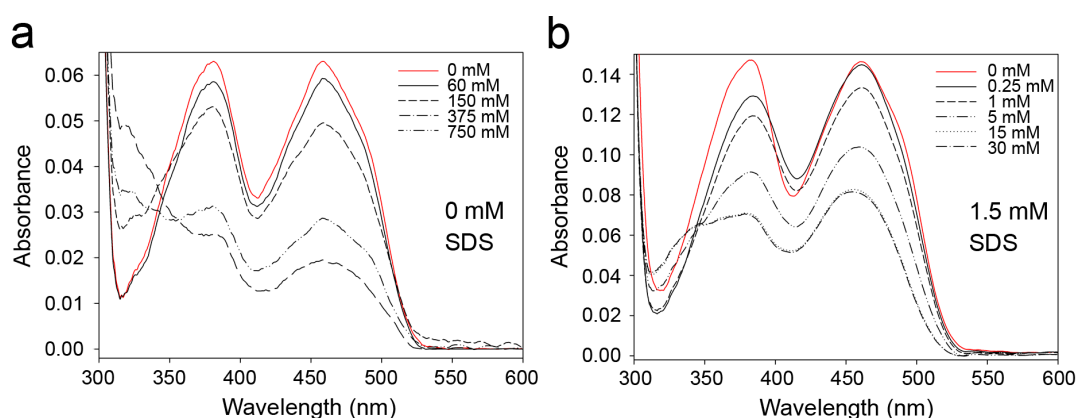 a
Absorbance
0.06
0.05
0.04
0.03
0.02
0.01
0.00
300 350 400 450 500 550 600
Wavelength (nm)
0 mM
60 mM
150 mM
375 mM
750 mM
0 mM
SDS
b
Absorbance
0.14
0.12
0.10
0.08
0.06
0.04
0.02
0.00
300 350 400 450 500 550 600
Wavelength (nm)
0 mM
0.25 mM
1 mM
5 mM
15 mM
30 mM
1.5 mM
SDS